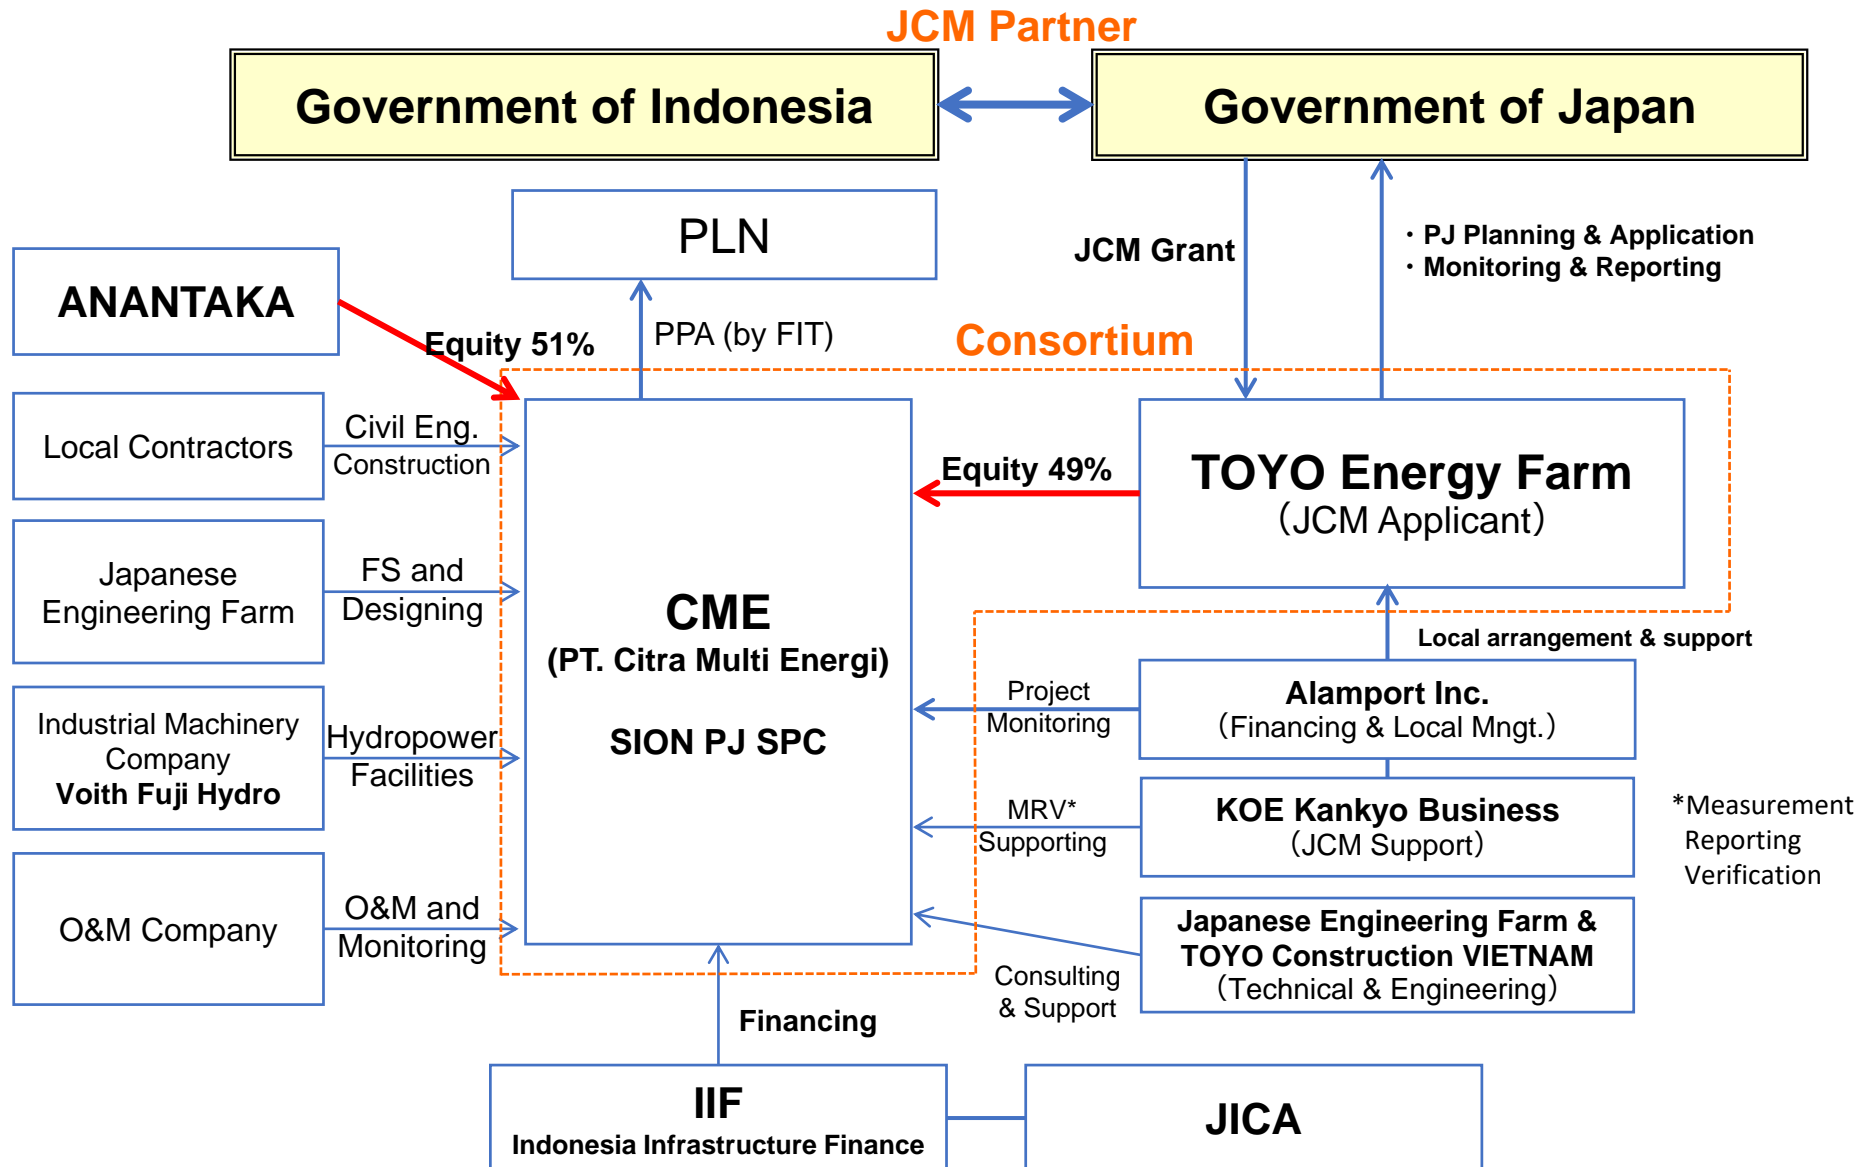 JCM Partner
Government of Indonesia
Government of Japan
PLN
JCM Grant
・PJ Planning & Application
・Monitoring & Reporting
ANANTAKA
Equity 51%
PPA (by FIT)
Consortium
Local Contractors
Civil Eng.
Construction
Equity 49%
TOYO Energy Farm
（JCM Applicant）
Japanese
Engineering Farm
FS and
Designing
CME
(PT. Citra Multi Energi)
SION PJ SPC
Local arrangement & support
Industrial Machinery
Company
Voith Fuji Hydro
Hydropower
Facilities
Project
Monitoring
Alamport Inc.
（Financing & Local Mngt.）
MRV*
Supporting
KOE Kankyo Business
（JCM Support）
*Measurement
Reporting
Verification
O&M Company
O&M and
Monitoring
Consulting
& Support
Japanese Engineering Farm &
TOYO Construction VIETNAM
（Technical & Engineering）
Financing
IIF
Indonesia Infrastructure Finance
JICA